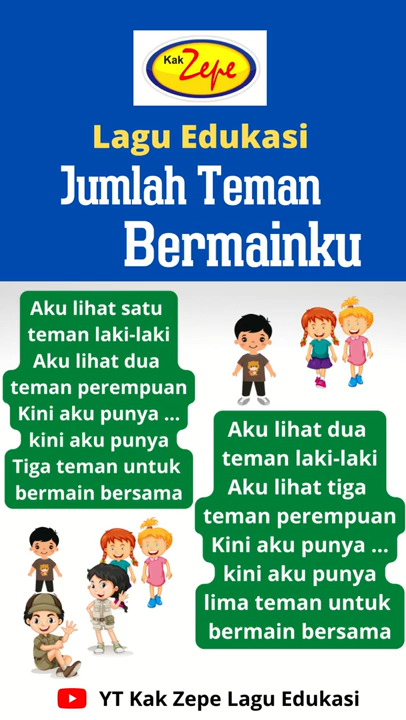 Kak Zepe
Lagu Edukasi
Jumlah Teman
Bermainku
Aku lihat satu
teman laki-laki
Aku lihat dua
teman perempuan
Kini aku punya ...
kini aku punya
Tiga teman untuk
bermain bersama
Aku lihat dua
teman laki-laki
Aku lihat tiga
teman perempuan
Kini aku punya ...
kini aku punya
lima teman untuk
bermain bersama
YT Kak Zepe Lagu Edukasi